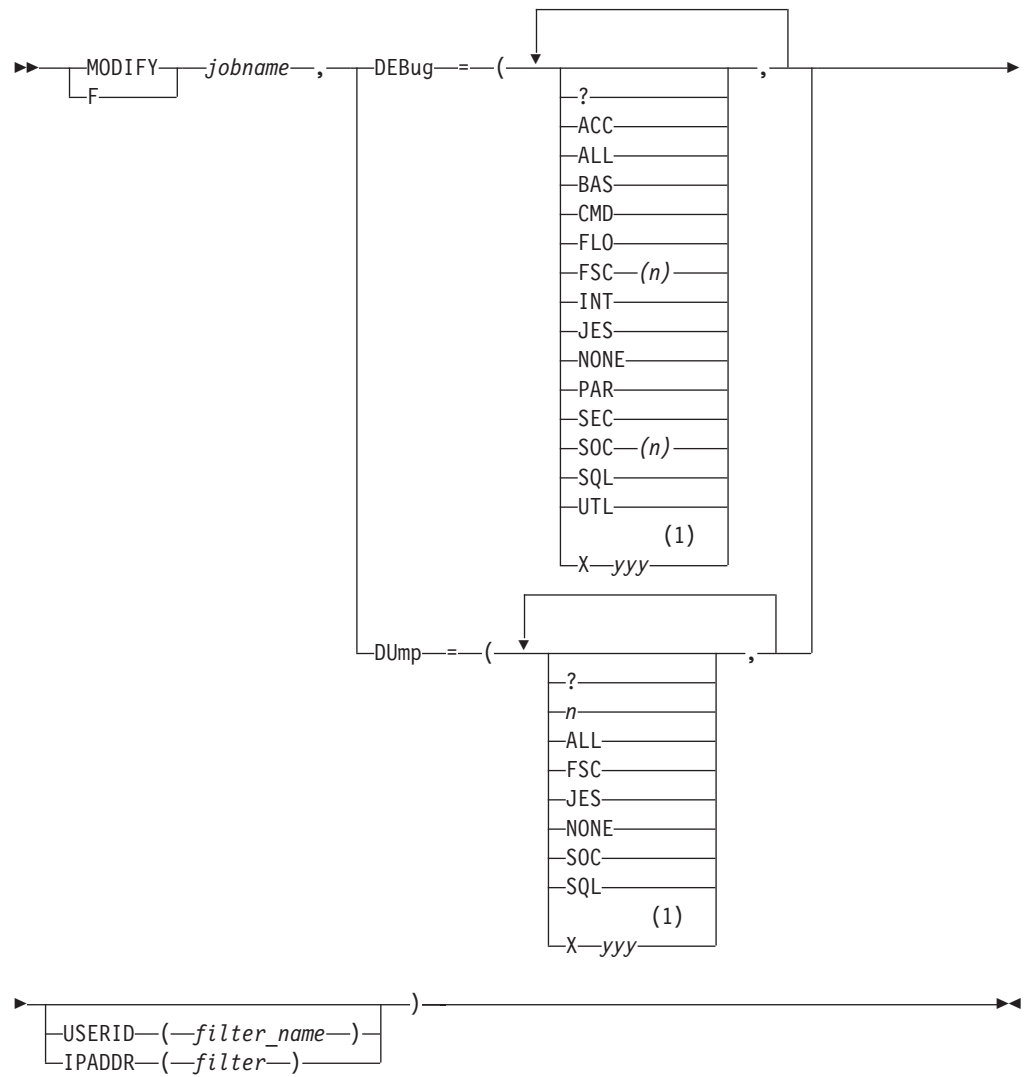 MODIFY jobname , DEBug = ( ,
F
?
ACC
ALL
BAS
CMD
FLO
FSC (n)
INT
JES
NONE
PAR
SEC
SOC (n)
SQL
UTL
(1)
X yyy
DUmp = ( ,
?
n
ALL
FSC
JES
NONE
SOC
SQL
(1)
X yyy
)
USERID ( filter_name )
IPADDR ( filter )